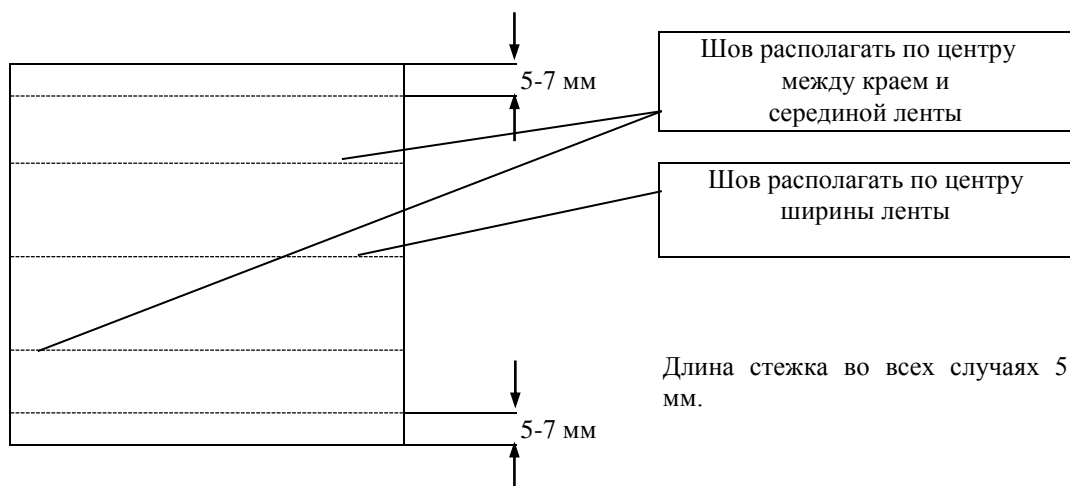 5-7 мм
Шов располагать по центру
между краем и
серединой ленты
Шов располагать по центру
ширины ленты
Длина стежка во всех случаях 5
мм.
5-7 мм